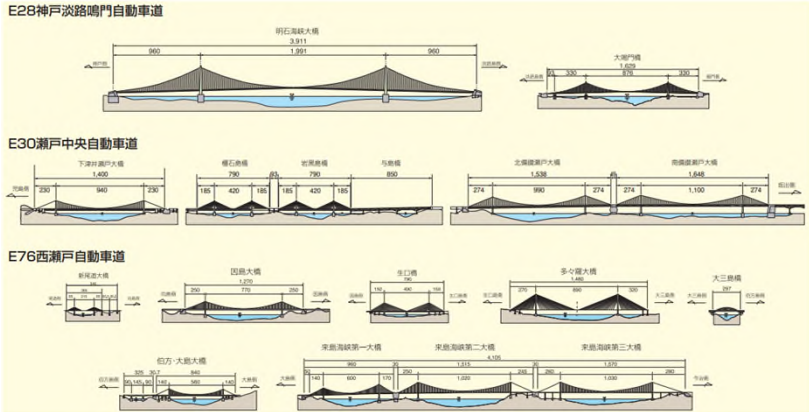 E28神戸淡路鳴門自動車道
明石海峡大橋
3,911
960 1,991 960
大鳴門橋
1,629
93 330 876 330
E30瀬戸中央自動車道
下津井瀬戸大橋
1,400
230 940 230
櫃石島橋 岩黒島橋 与島橋
790 93 790 850
185 420 185 185 420 185
北備讃瀬戸大橋 南備讃瀬戸大橋
1,538 1,648
274 990 274 274 1,100 274
E76西瀬戸自動車道
新尾道大橋
因島大橋
1,270
250 770 250
生口橋
790
150 490 150
多々羅大橋
1,480
270 890 320
大三島橋
297
伯方・大島大橋
325 840
90 145 90 140 560 140
大島側
来島海峡第一大橋 来島海峡第二大橋 来島海峡第三大橋
4,105
960 1,515 1,570
140 600 170 250 1,020 245 260 1,030 280